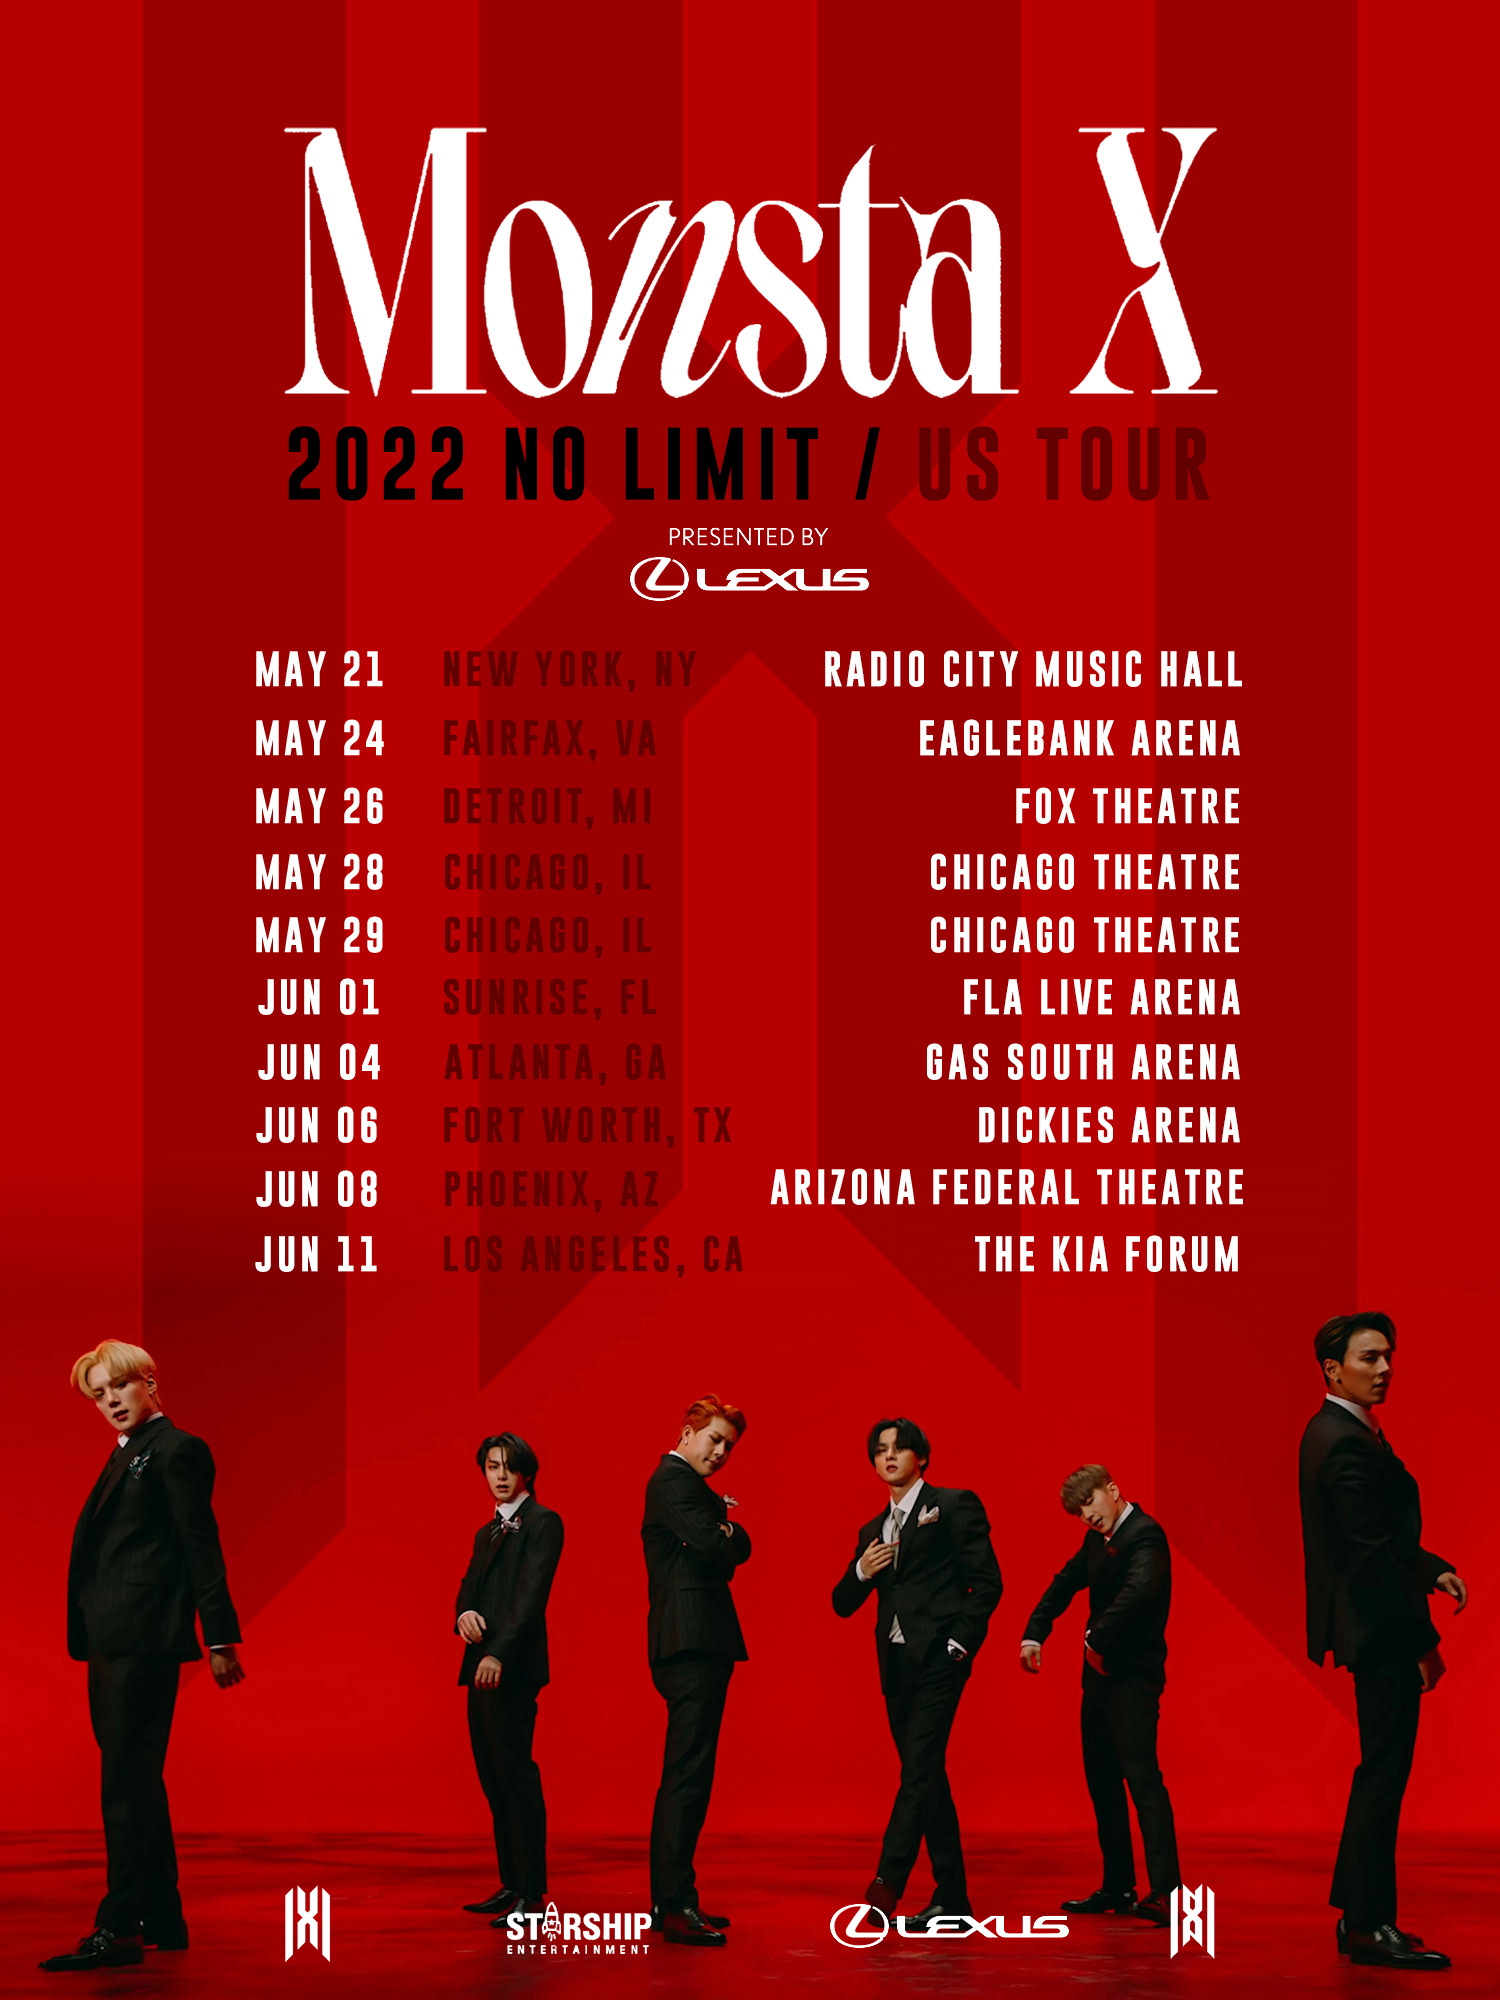 Monsta X
2022 NO LIMIT / US TOUR
PRESENTED BY
LEXUS
MAY 21 NEW YORK, NY RADIO CITY MUSIC HALL
MAY 24 FAIRFAX, VA EAGLEBANK ARENA
MAY 26 DETROIT, MI FOX THEATRE
MAY 28 CHICAGO, IL CHICAGO THEATRE
MAY 29 CHICAGO, IL CHICAGO THEATRE
JUN 01 SUNRISE, FL FLA LIVE ARENA
JUN 04 ATLANTA, GA GAS SOUTH ARENA
JUN 06 FORT WORTH, TX DICKIES ARENA
JUN 08 PHOENIX, AZ ARIZONA FEDERAL THEATRE
JUN 11 LOS ANGELES, CA THE KIA FORUM
STARSHIP
ENTERTAINMENT
LEXUS